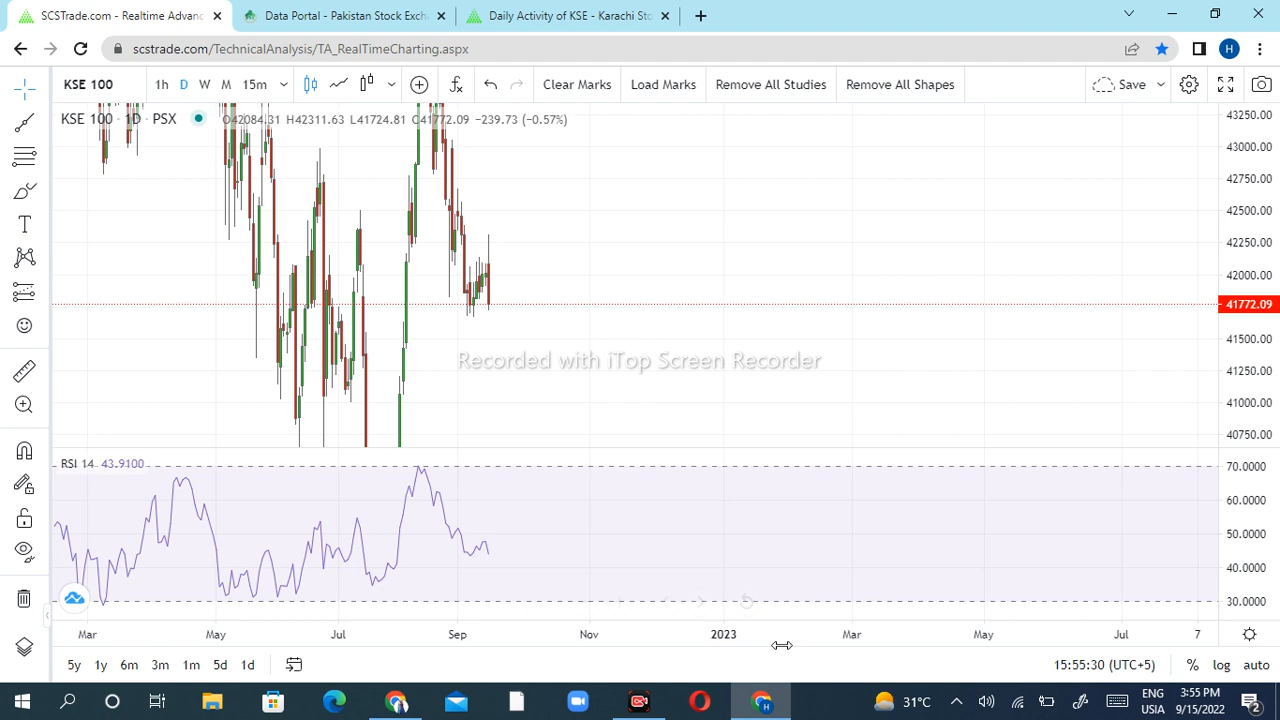 SCSTrade.com - Realtime Advanc
Data Portal - Pakistan Stock Exch
Daily Activity of KSE - Karachi Sto
scstrade.com/TechnicalAnalysis/TA_RealTimeCharting.aspx
H
KSE 100
1h
D
W
M
15m
Clear Marks
Load Marks
Remove All Studies
Remove All Shapes
Save
KSE 100 · 1D · PSX
O42084.31 H42311.63 L41724.81 C41772.09 −239.73 (−0.57%)
43250.00
43000.00
42750.00
42500.00
42250.00
42000.00
41772.09
41500.00
41250.00
41000.00
40750.00
Recorded with iTop Screen Recorder
RSI 14 43.9100
70.0000
60.0000
50.0000
40.0000
30.0000
Mar
May
Jul
Sep
Nov
2023
Mar
May
Jul
7
5y
1y
6m
3m
1m
5d
1d
15:55:30 (UTC+5)
%
log
auto
31°C
ENG
USIA
3:55 PM
9/15/2022
2